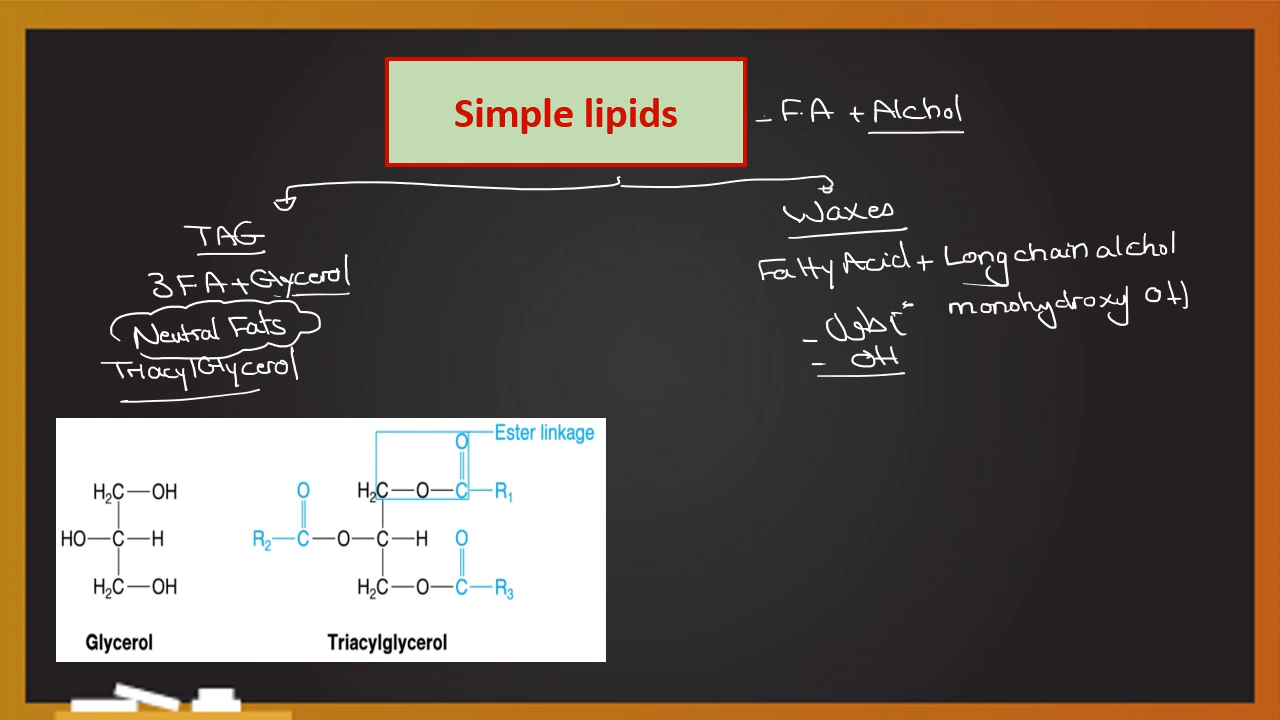 Simple lipids
- F.A + Alchol
TAG
3 F A + Glycerol
Neutral Fats
TriacylGlycerol
Waxes
Fatty Acid + Long chain alchol
monohydroxy OH
- أطول
- OH
Ester linkage
O
H₂C—OH
O
H₂C—O—C—R₁
HO—C—H
R₂—C—O—C—H
O
H₂C—OH
H₂C—O—C—R₃
Glycerol
Triacylglycerol